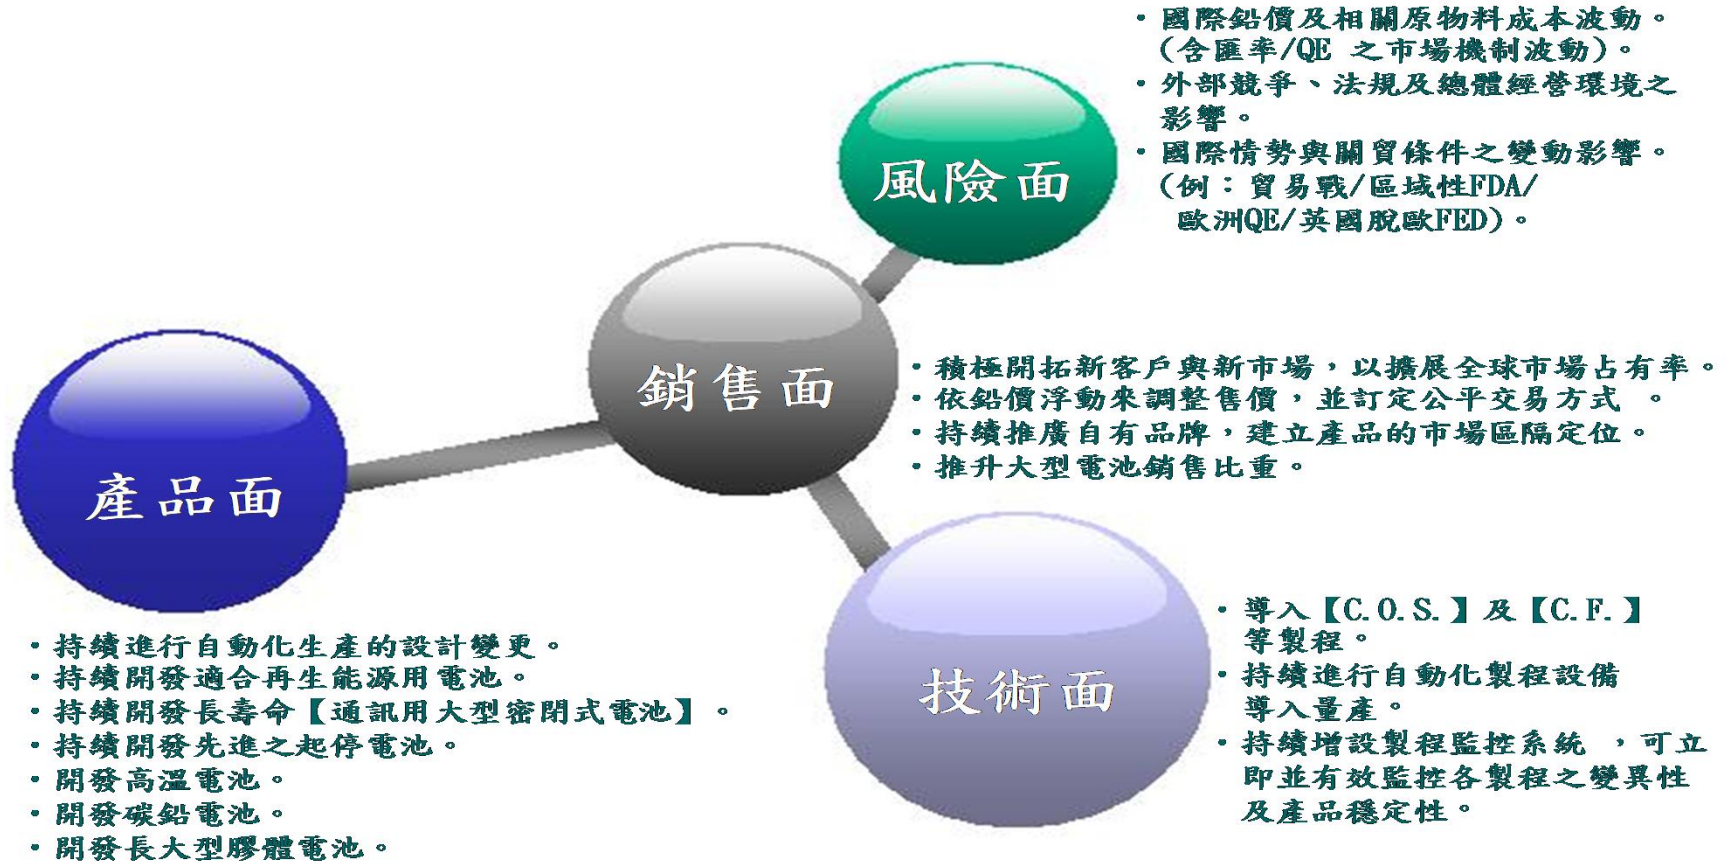 ・國際鉛價及相關原物料成本波動。
(含匯率/QE 之市場機制波動)。
・外部競爭、法規及總體經營環境之
影響。
・國際情勢與關貿條件之變動影響。
(例：貿易戰/區域性FDA/
歐洲QE/英國脫歐FED)。
風險面
銷售面
・積極開拓新客戶與新市場，以擴展全球市場占有率。
・依鉛價浮動來調整售價，並訂定公平交易方式 。
・持續推廣自有品牌，建立產品的市場區隔定位。
・推升大型電池銷售比重。
產品面
・持續進行自動化生產的設計變更。
・持續開發適合再生能源用電池。
・持續開發長壽命【通訊用大型密閉式電池】。
・持續開發先進之起停電池。
・開發高溫電池。
・開發碳鉛電池。
・開發長大型膠體電池。
技術面
・導入【C.O.S.】及【C.F.】
等製程。
・持續進行自動化製程設備
導入量產。
・持續增設製程監控系統 ，可立
即並有效監控各製程之變異性
及產品穩定性。